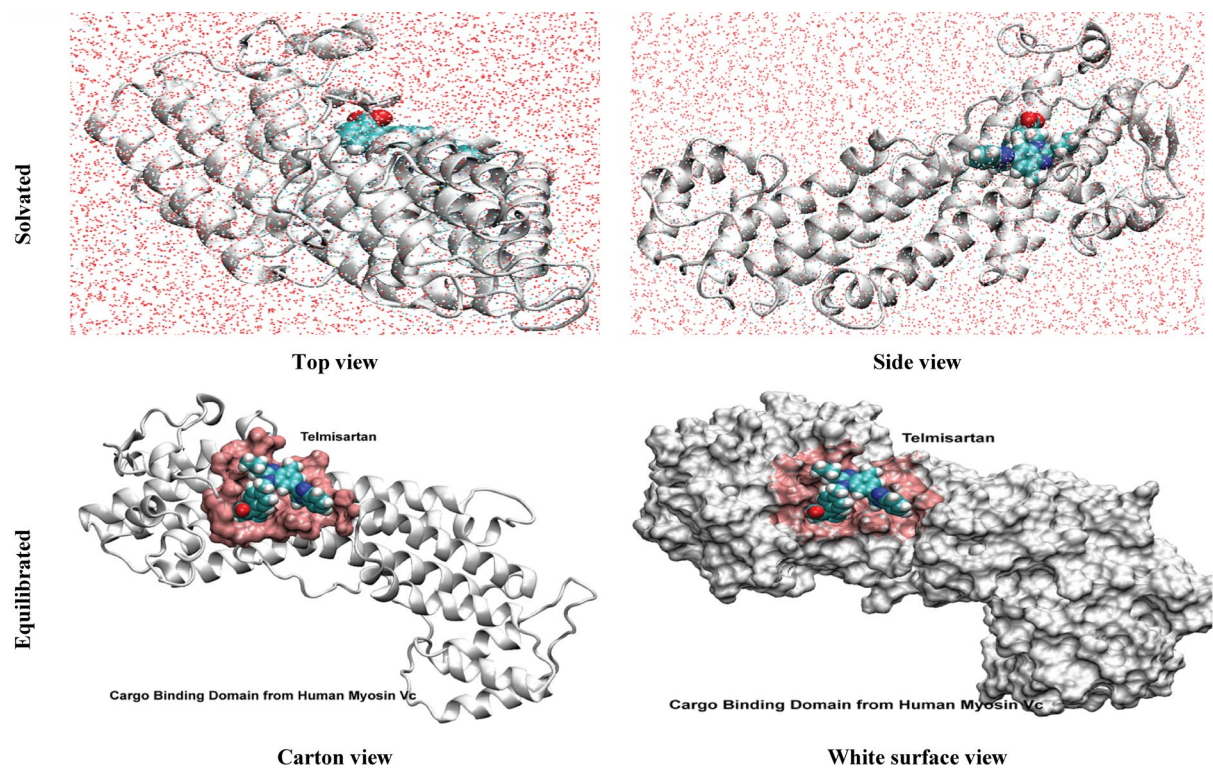 Solvated
Top view
Side view
Telmisartan
Telmisartan
Equilibrated
Cargo Binding Domain from Human Myosin Vc
Cargo Binding Domain from Human Myosin Vc
Carton view
White surface view